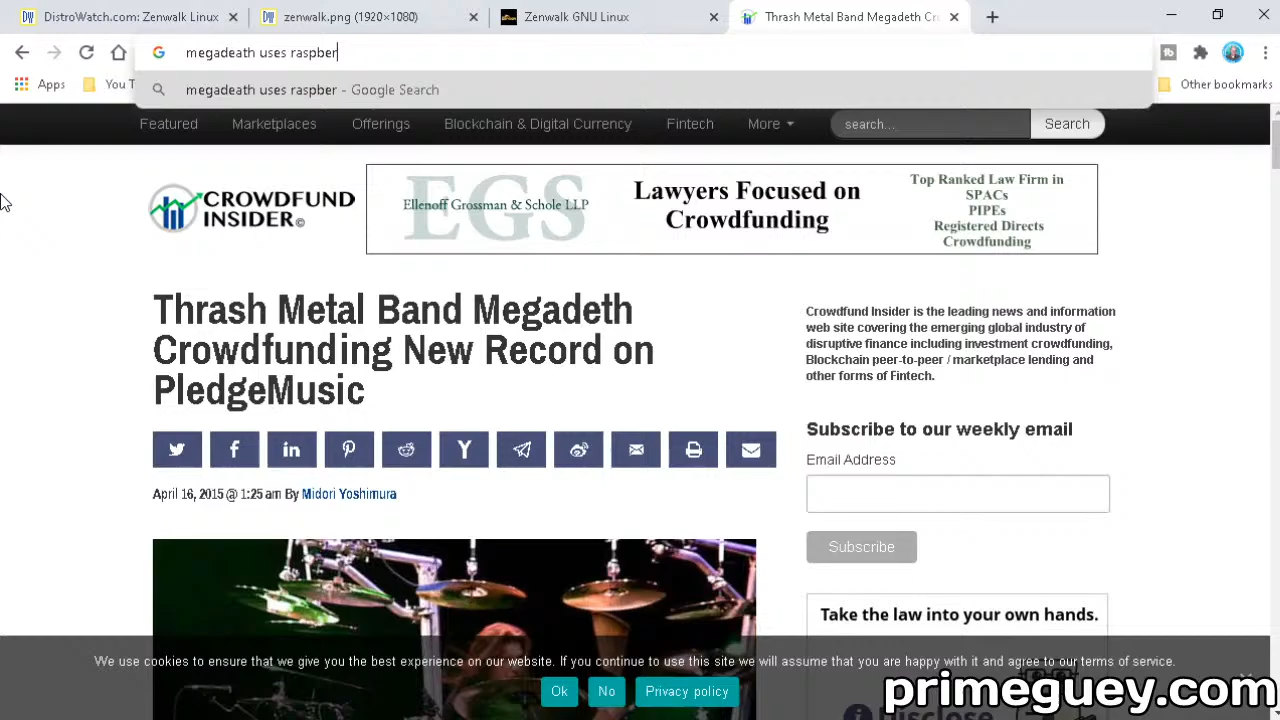 DistroWatch.com: Zenwalk Linux
zenwalk.png (1920×1080)
Zenwalk GNU Linux
Thrash Metal Band Megadeth Cr
megadeath uses raspber
Apps
You T
megadeath uses raspber - Google Search
Other bookmarks
Featured
Marketplaces
Offerings
Blockchain & Digital Currency
Fintech
More
search...
Search
CROWDFUND
INSIDER©
EGS
Ellenoff Grossman & Schole LLP
Lawyers Focused on
Crowdfunding
Top Ranked Law Firm in
SPACs
PIPEs
Registered Directs
Crowdfunding
Thrash Metal Band Megadeth
Crowdfunding New Record on
PledgeMusic
April 16, 2015 @ 1:25 am By Midori Yoshimura
Crowdfund Insider is the leading news and information
web site covering the emerging global industry of
disruptive finance including investment crowdfunding,
Blockchain peer-to-peer / marketplace lending and
other forms of Fintech.
Subscribe to our weekly email
Email Address
Subscribe
Take the law into your own hands.
We use cookies to ensure that we give you the best experience on our website. If you continue to use this site we will assume that you are happy with it and agree to our terms of service.
Ok
No
Privacy policy
primeguey.com
Disclose